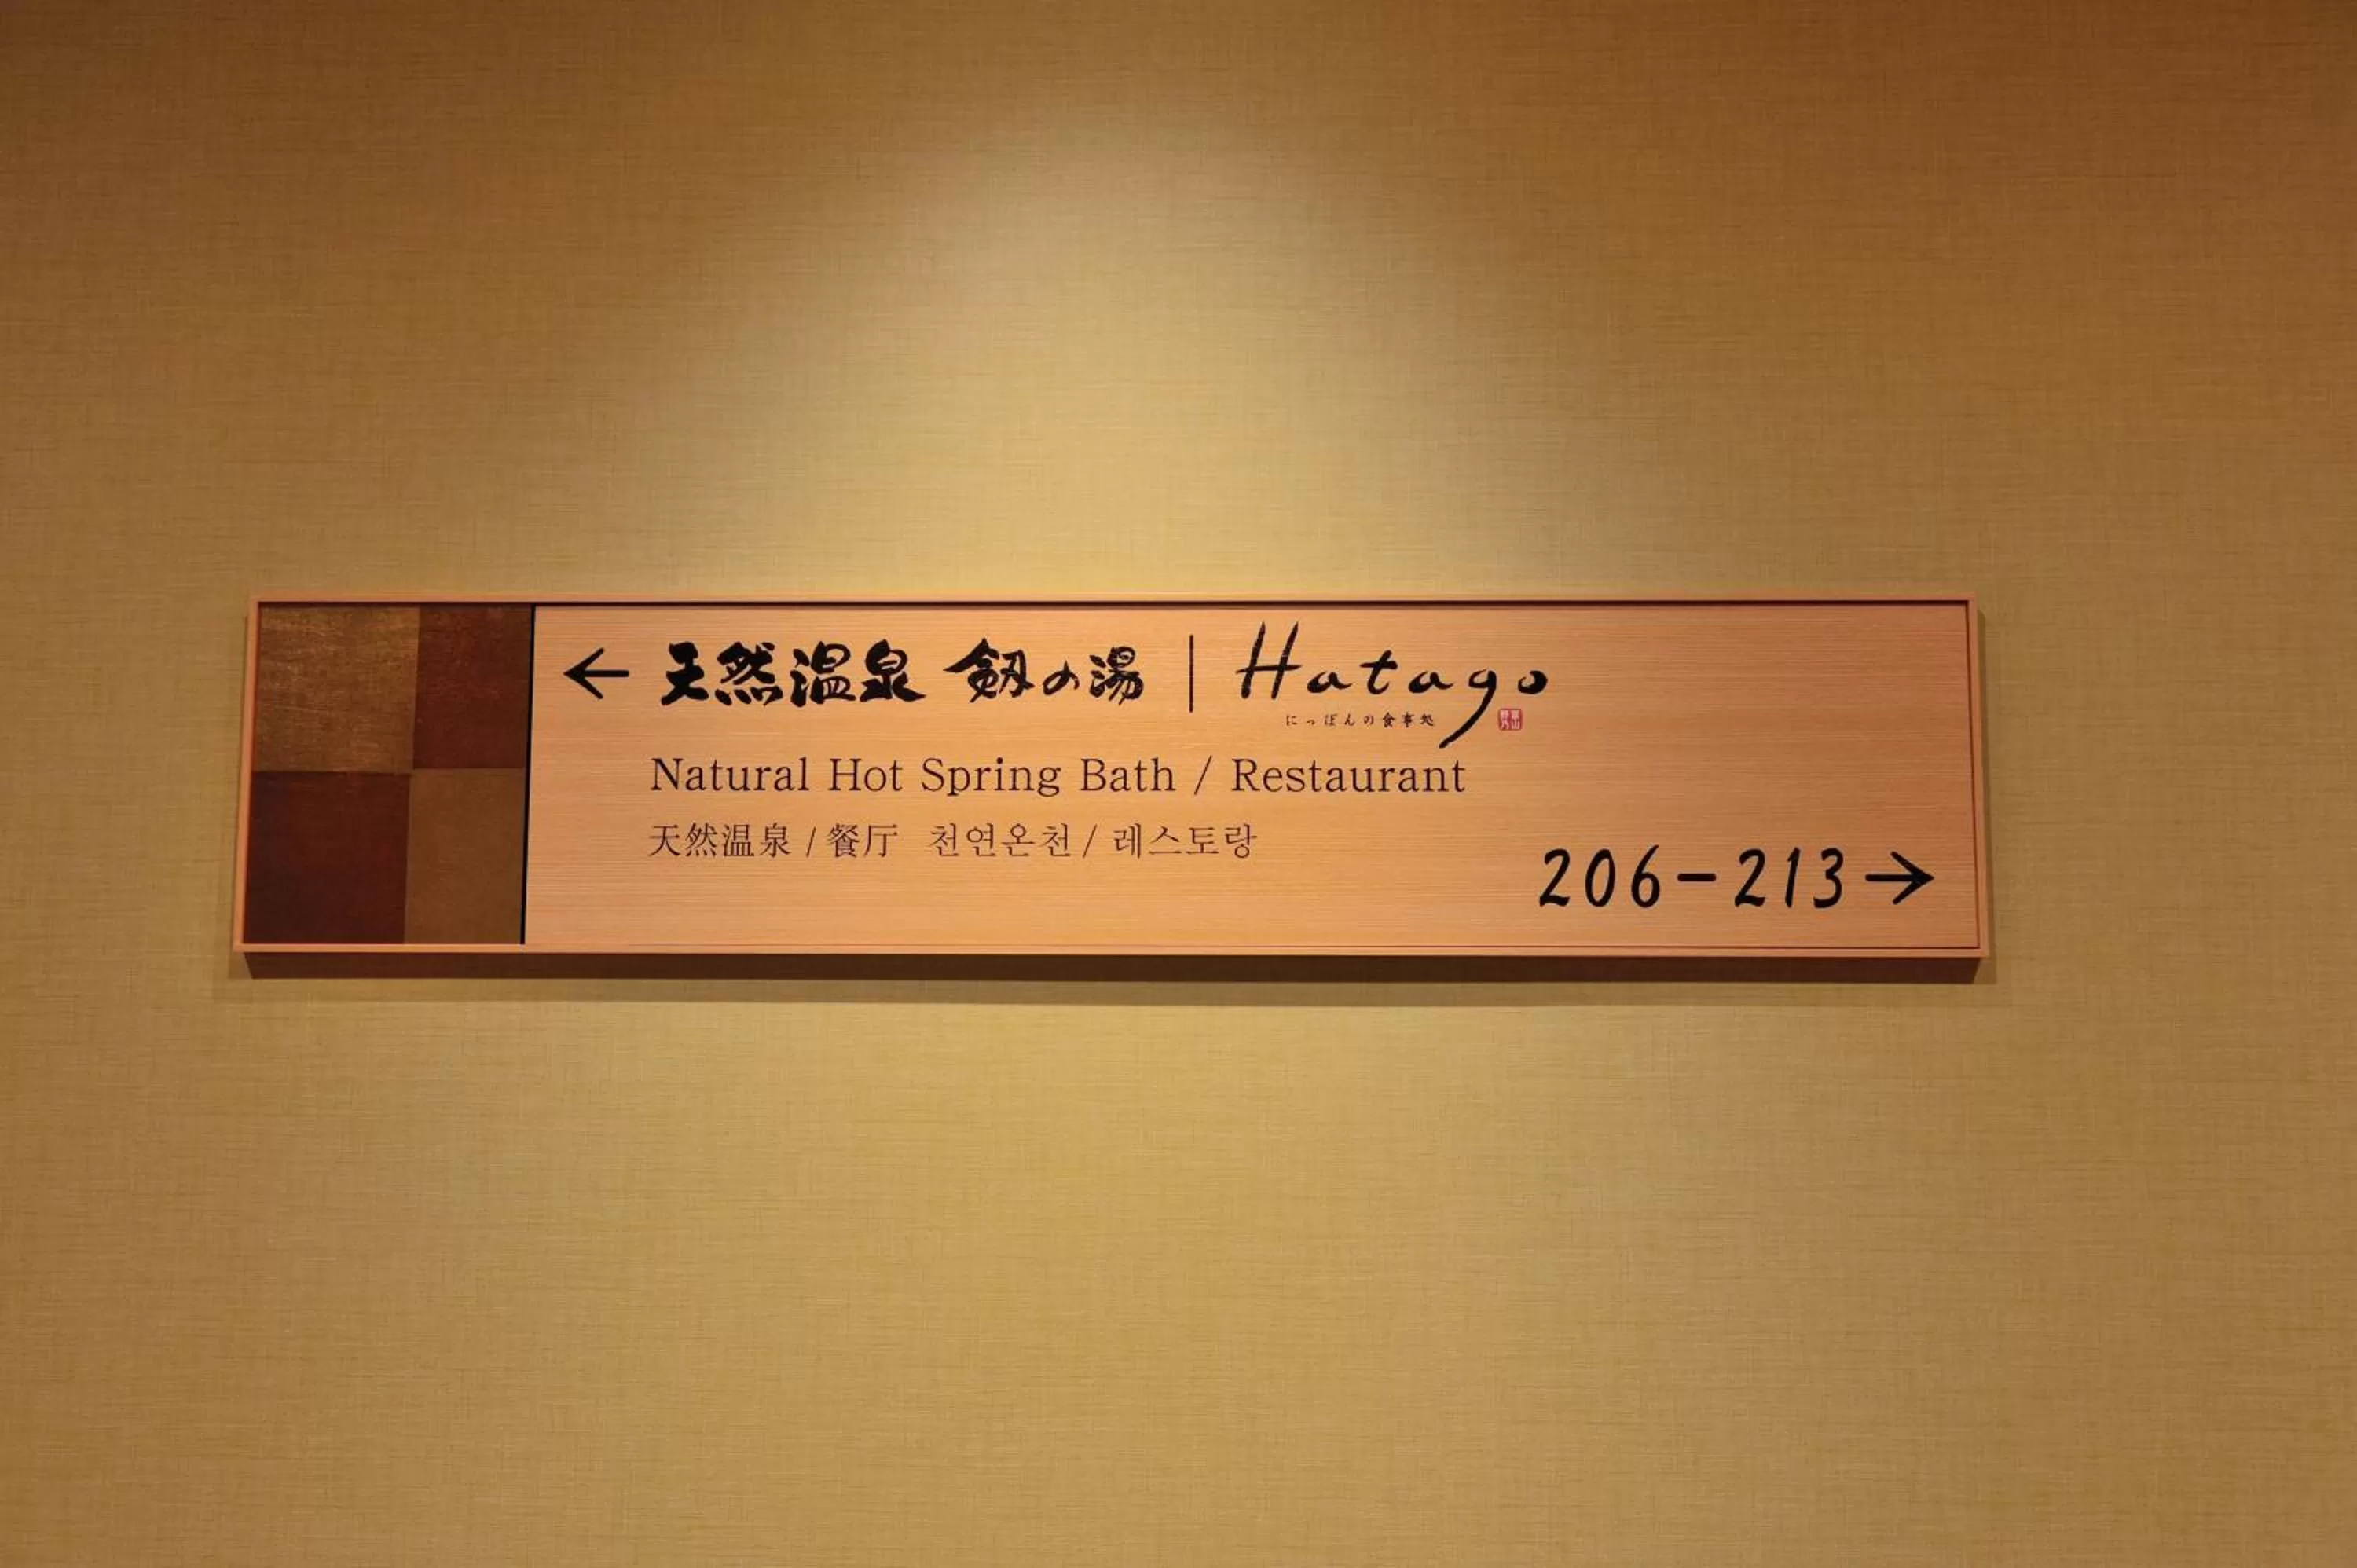 ← 天然温泉 剱の湯 | Hatago
にっぽんの食事処
Natural Hot Spring Bath / Restaurant
天然温泉 / 餐厅 천연온천 / 레스토랑
206-213 →